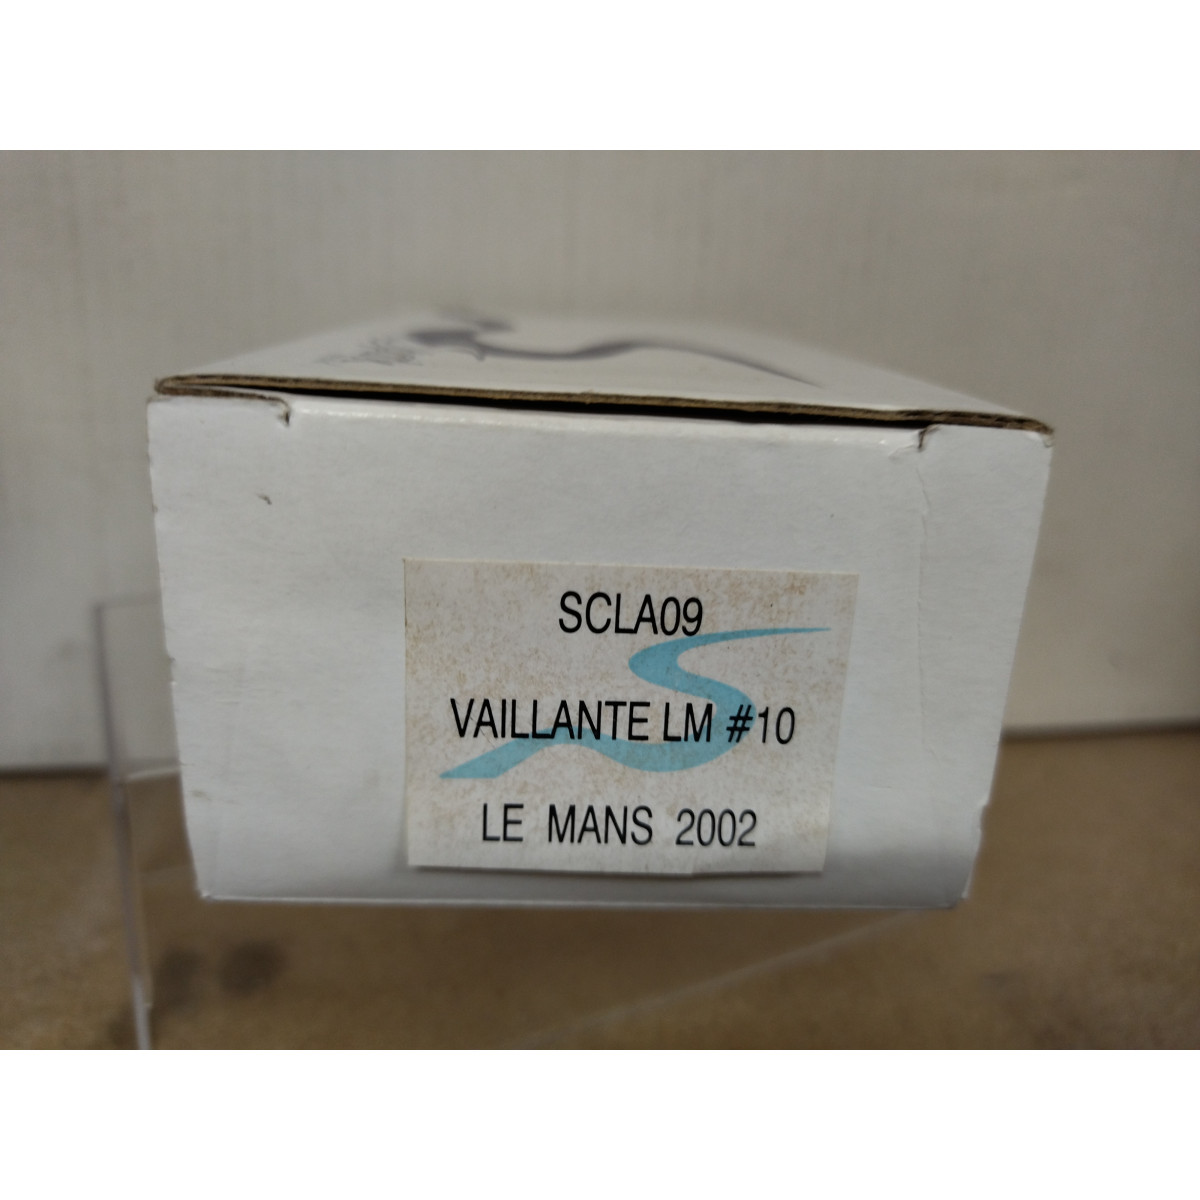 SCLA09
VAILLANTE LM #10
LE MANS 2002